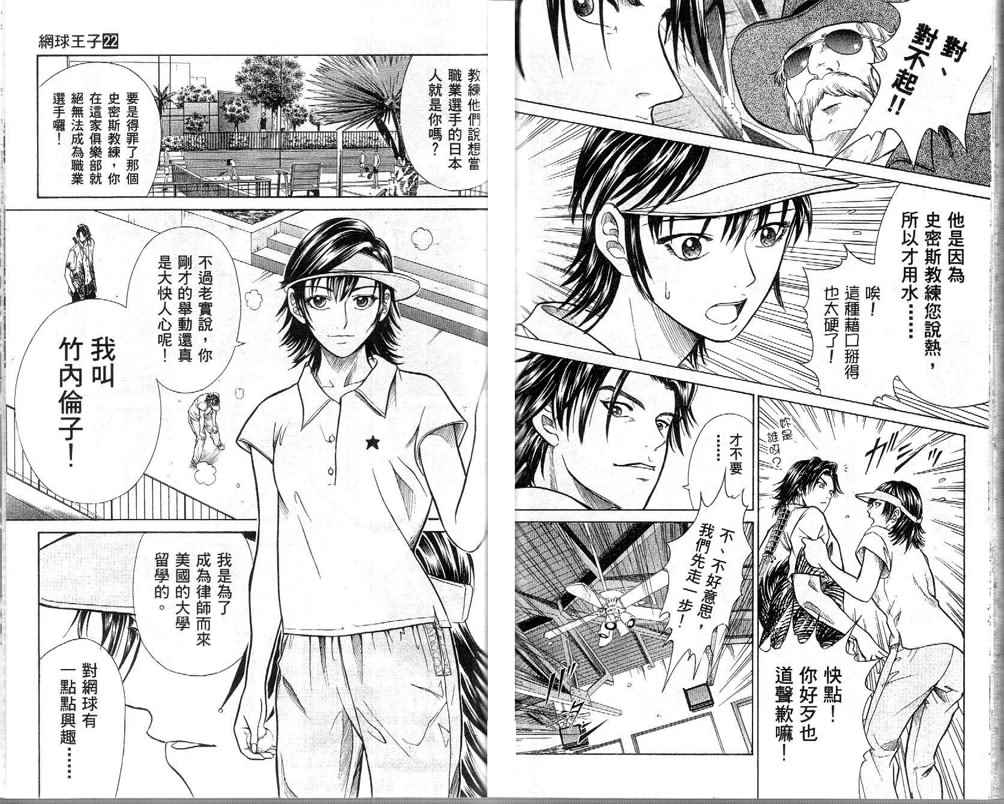 對、
對不起!!
他是因為
史密斯教練您說熱，
所以才用水……
唉！
這種藉口掰得
也太硬了！
妳是
誰呀？
ガッ
快點！
你好歹也
道聲歉嘛！
才不要
……
不、不好意思，
我們先走一步！
網球王子22
教練他們說想當
職業選手的日本
人就是你嗎？
要是得罪了那個
史密斯教練，你
在這家俱樂部就
絕無法成為職業
選手囉！
不過老實說，你
剛才的舉動還真
是大快人心呢！
我叫
竹內倫子！
我是為了
成為律師而來
美國的大學
留學的。
對網球有
一點點興趣……